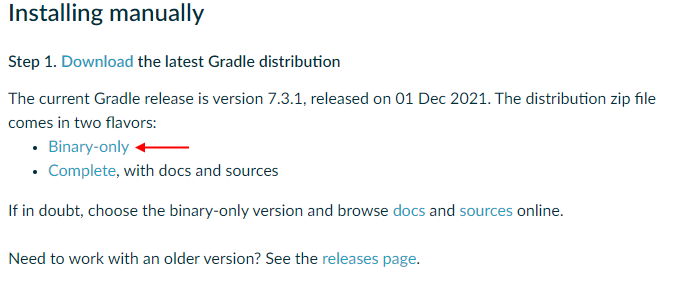 Installing manually
Step 1. Download the latest Gradle distribution
The current Gradle release is version 7.3.1, released on 01 Dec 2021. The distribution zip file
comes in two flavors:
• Binary-only
• Complete, with docs and sources
If in doubt, choose the binary-only version and browse docs and sources online.
Need to work with an older version? See the releases page.